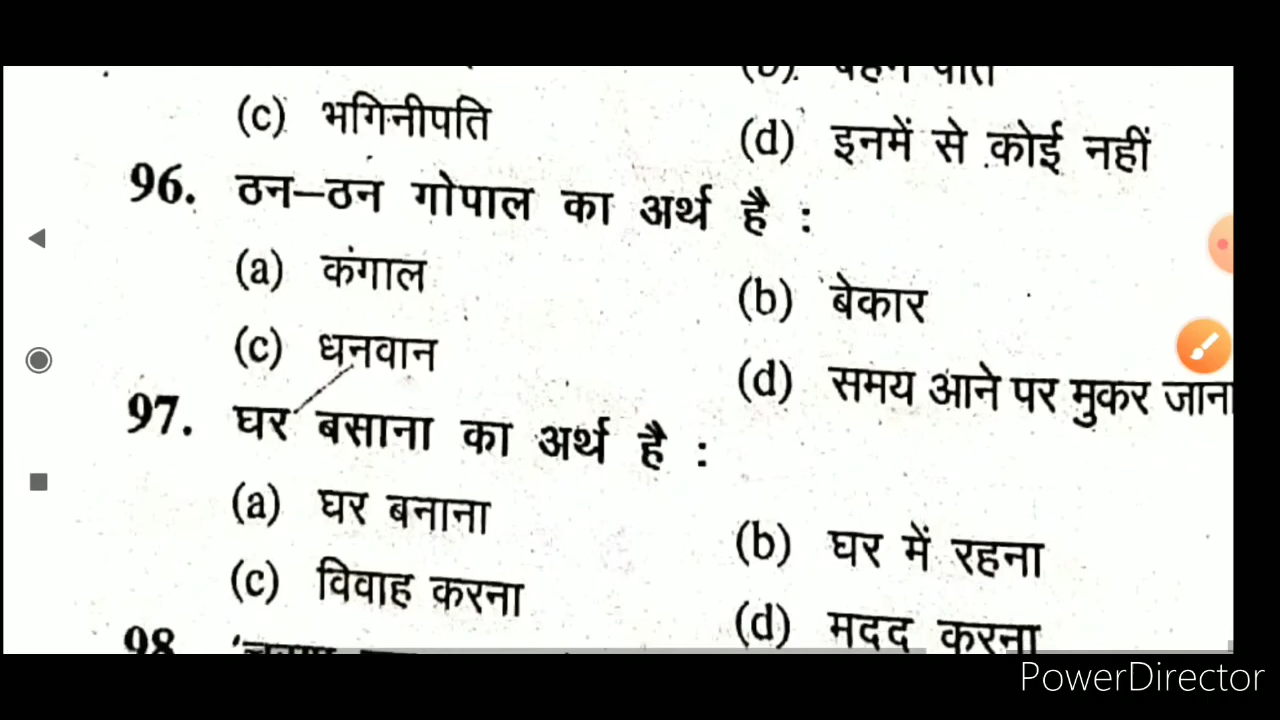 (c) भगिनीपति
(d) इनमें से कोई नहीं
96. ठन-ठन गोपाल का अर्थ है :
(a) कंगाल
(b) बेकार
(c) धनवान
(d) समय आने पर मुकर जाना
97. घर बसाना का अर्थ है :
(a) घर बनाना
(b) घर में रहना
(c) विवाह करना
(d) मदद करना
98
PowerDirector